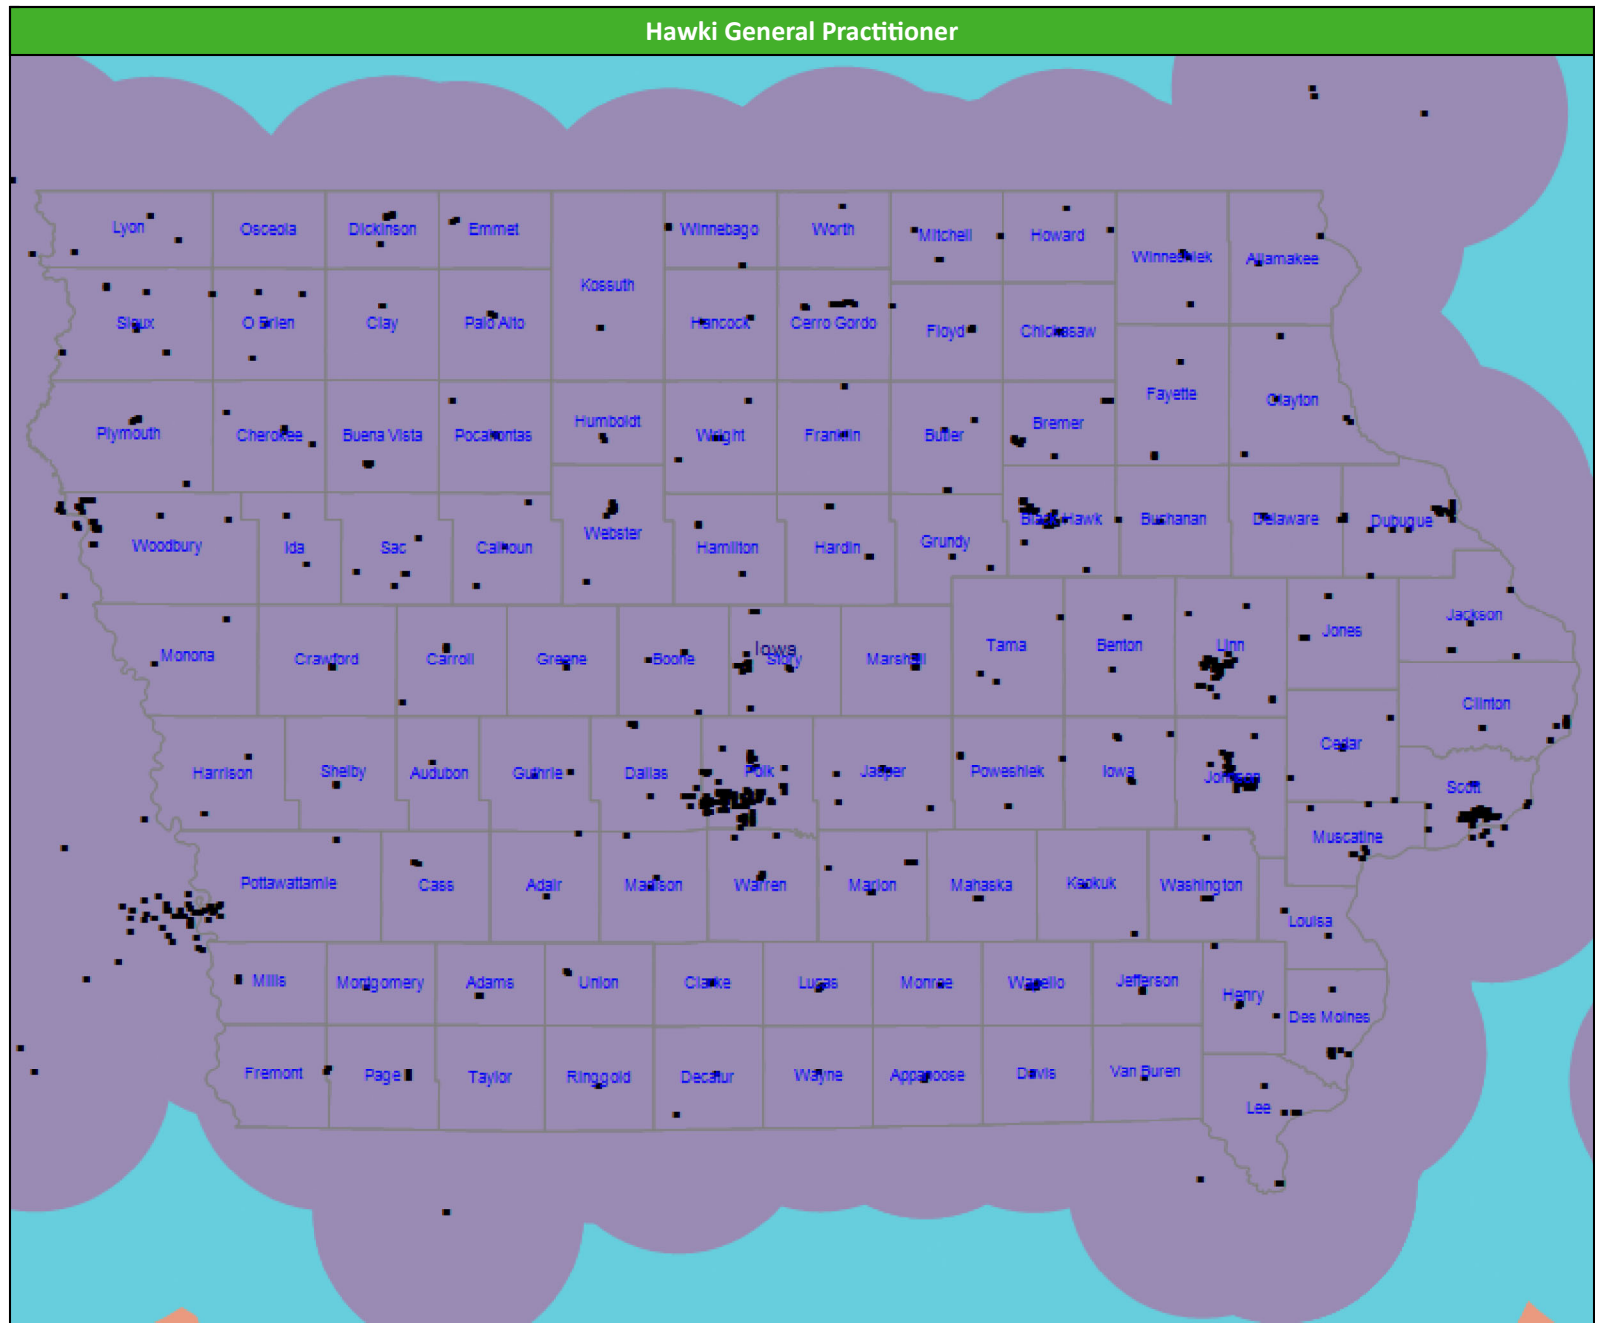 Hawki General Practitioner
Lyon
Osceola
Dickinson
Emmet
Winnebago
Worth
Mitchell
Howard
Winneshiek
Allamakee
Kossuth
Sioux
O Brien
Clay
Palo Alto
Hancock
Cerro Gordo
Floyd
Chickasaw
Fayette
Clayton
Plymouth
Cherokee
Buena Vista
Pocahontas
Humboldt
Wright
Franklin
Butler
Bremer
Woodbury
Ida
Sac
Calhoun
Webster
Hamilton
Hardin
Grundy
Black Hawk
Buchanan
Delaware
Dubuque
Monona
Crawford
Carroll
Greene
Boone
Iowa
Story
Marshall
Tama
Benton
Linn
Jones
Jackson
Clinton
Harrison
Shelby
Audubon
Guthrie
Dallas
Polk
Jasper
Poweshiek
Iowa
Johnson
Cedar
Scott
Muscatine
Pottawattamie
Cass
Adair
Madison
Warren
Marion
Mahaska
Keokuk
Washington
Louisa
Mills
Montgomery
Adams
Union
Clarke
Lucas
Monroe
Wapello
Jefferson
Henry
Des Moines
Fremont
Page
Taylor
Ringgold
Decatur
Wayne
Appanoose
Davis
Van Buren
Lee